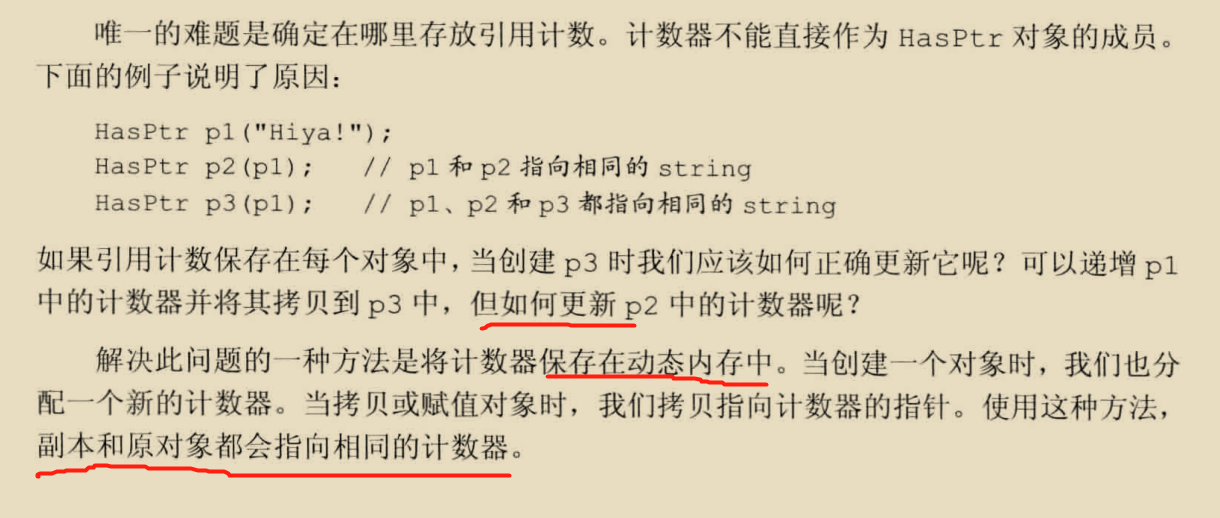 唯一的难题是确定在哪里存放引用计数。计数器不能直接作为 HasPtr 对象的成员。
下面的例子说明了原因：
HasPtr p1("Hiya!");
HasPtr p2(p1); // p1 和 p2 指向相同的 string
HasPtr p3(p1); // p1、p2 和 p3 都指向相同的 string
如果引用计数保存在每个对象中，当创建 p3 时我们应该如何正确更新它呢？可以递增 p1
中的计数器并将其拷贝到 p3 中，但如何更新 p2 中的计数器呢？
解决此问题的一种方法是将计数器保存在动态内存中。当创建一个对象时，我们也分
配一个新的计数器。当拷贝或赋值对象时，我们拷贝指向计数器的指针。使用这种方法，
副本和原对象都会指向相同的计数器。